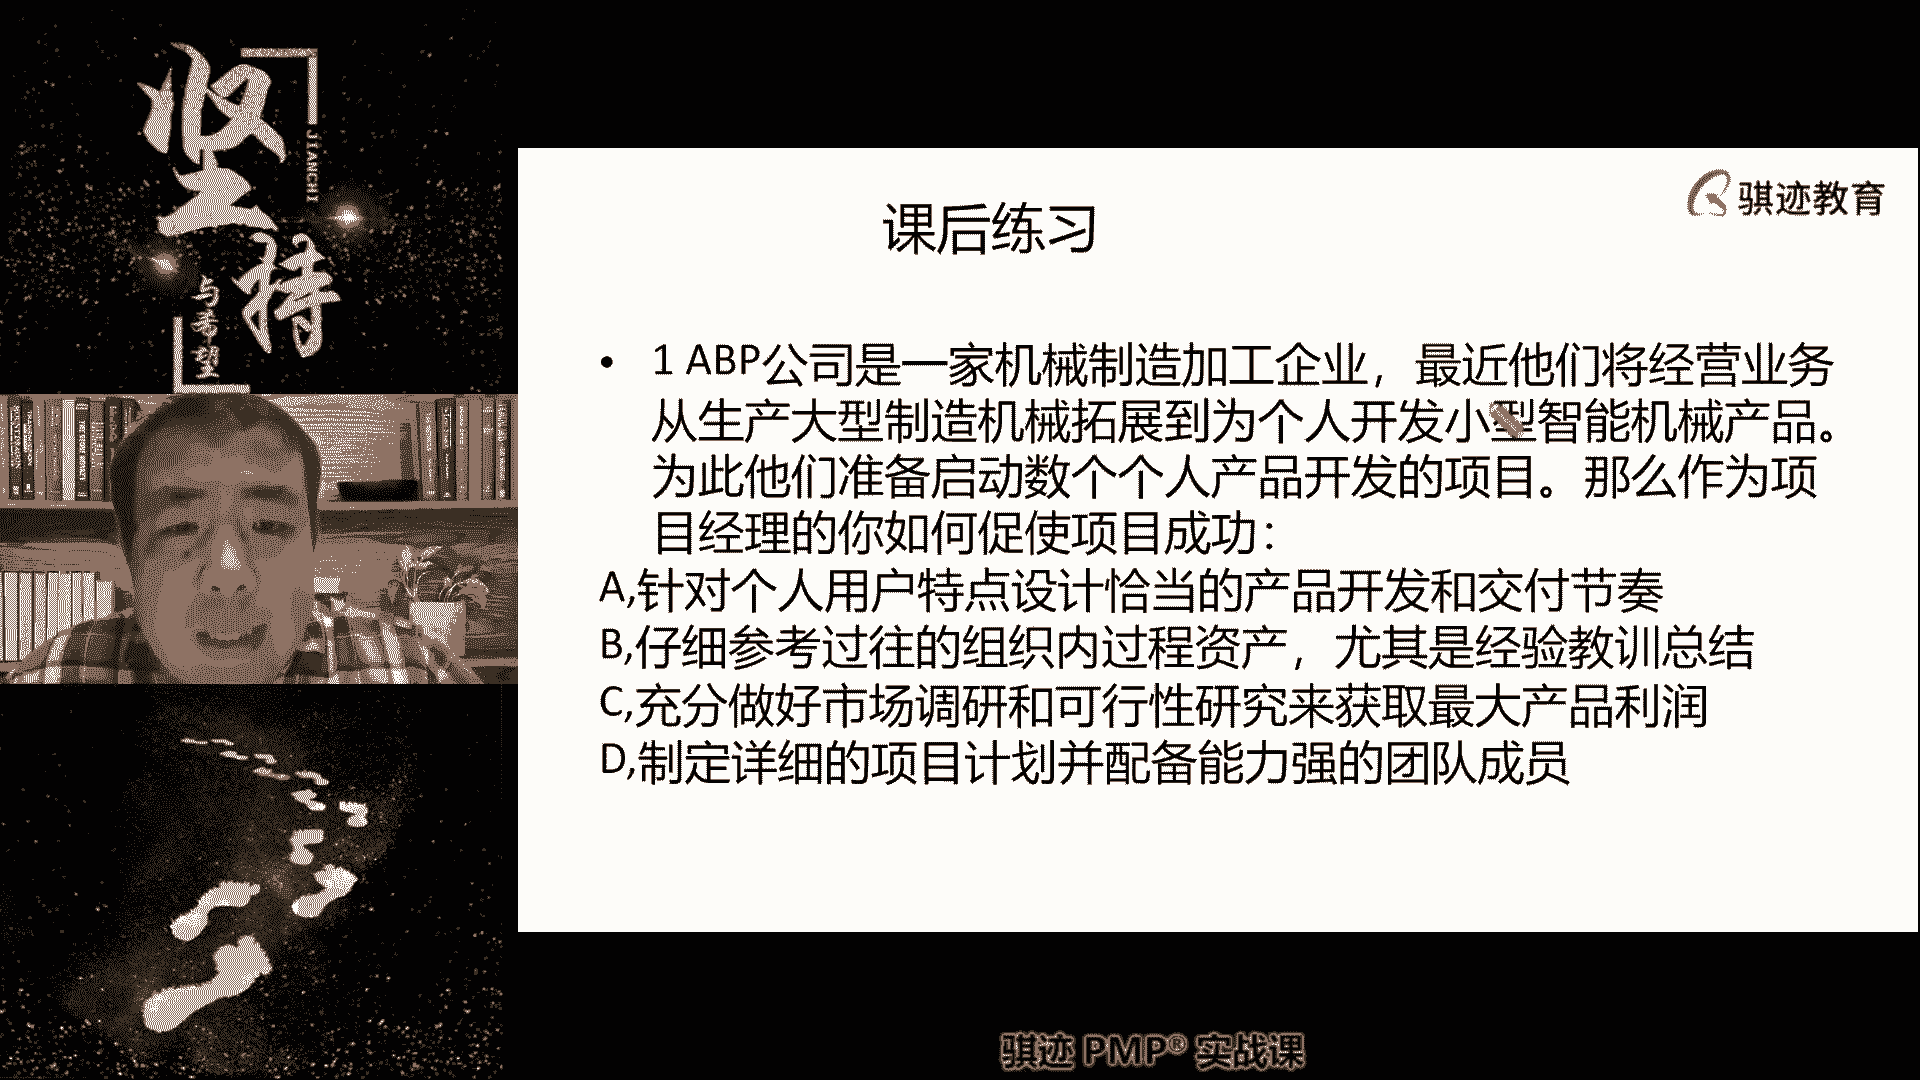 坚持
JIANCHI
与希望
骐迹教育
课后练习
• 1 ABP公司是一家机械制造加工企业，最近他们将经营业务
从生产大型制造机械拓展到为个人开发小型智能机械产品。
为此他们准备启动数个个人产品开发的项目。那么作为项
目经理的你如何促使项目成功：
A,针对个人用户特点设计恰当的产品开发和交付节奏
B,仔细参考过往的组织内过程资产，尤其是经验教训总结
C,充分做好市场调研和可行性研究来获取最大产品利润
D,制定详细的项目计划并配备能力强的团队成员
骐迹 PMP® 实战课